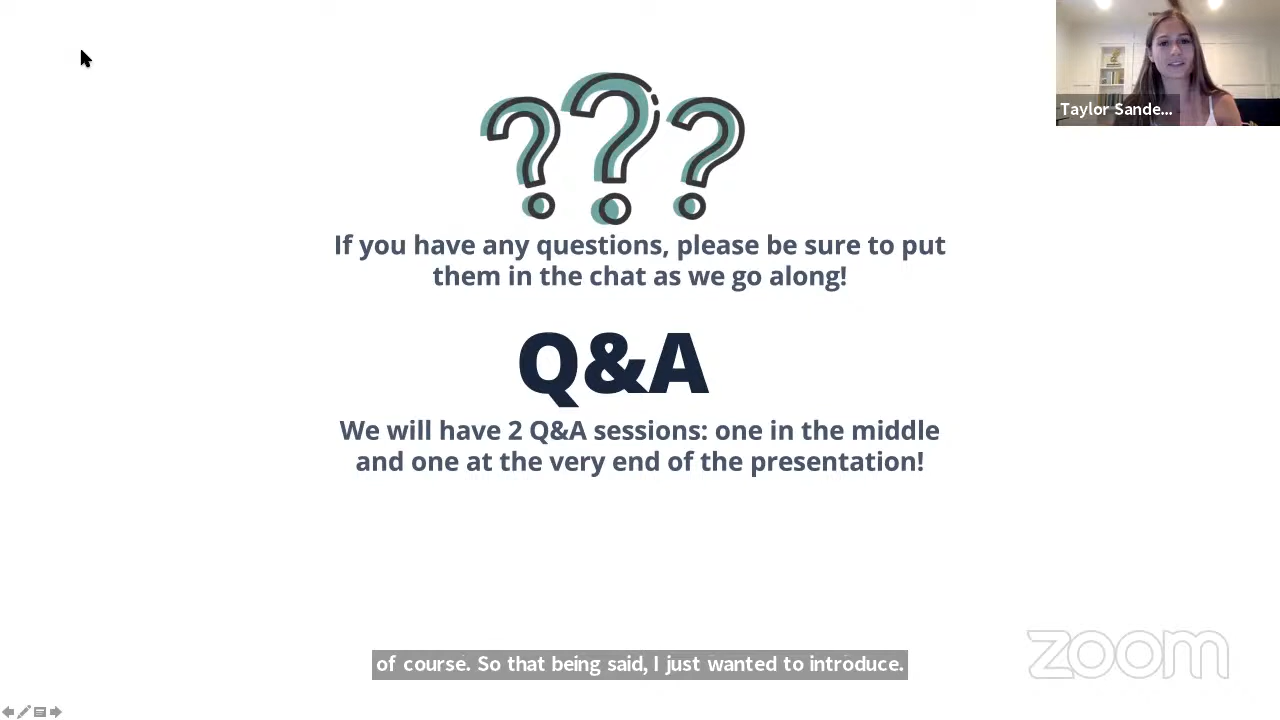 Taylor Sande...
???
If you have any questions, please be sure to put
them in the chat as we go along!
Q&A
We will have 2 Q&A sessions: one in the middle
and one at the very end of the presentation!
of course. So that being said, I just wanted to introduce.
zoom